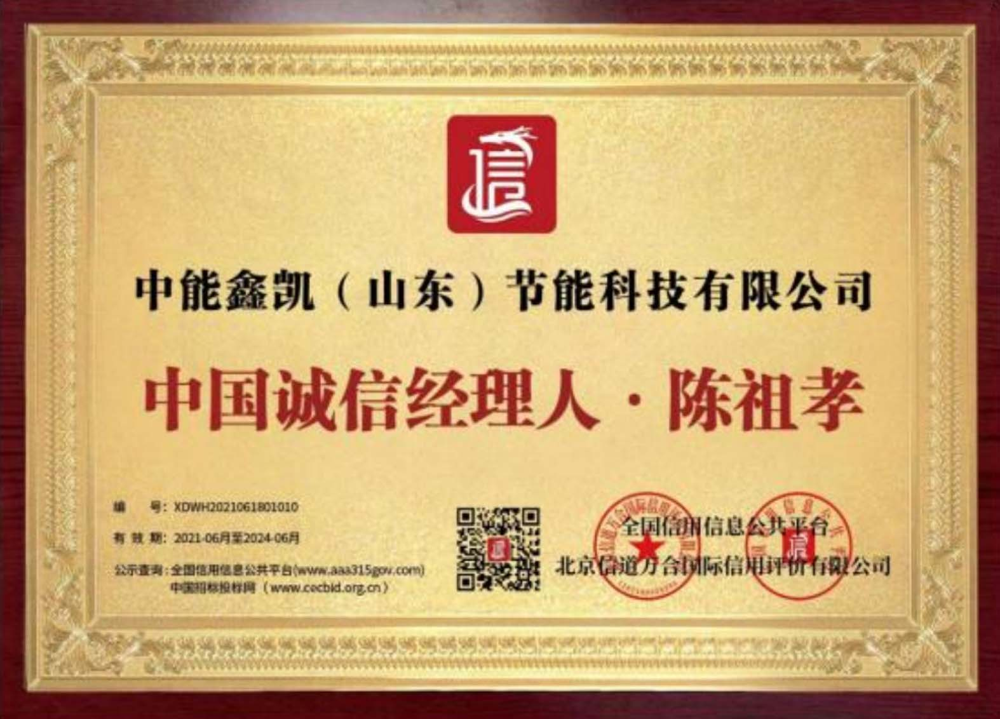 信
中能鑫凯（山东）节能科技有限公司
中国诚信经理人·陈祖孝
编 号：XDWH2021061801010
有 效 期：2021-06月至2024-06月
公示查询：全国信用信息公共平台(www.aaa315gov.com)
中国招标投标网（www.cecbid.org.cn）
全国信用信息公共平台
北京信道万合国际信用评价有限公司